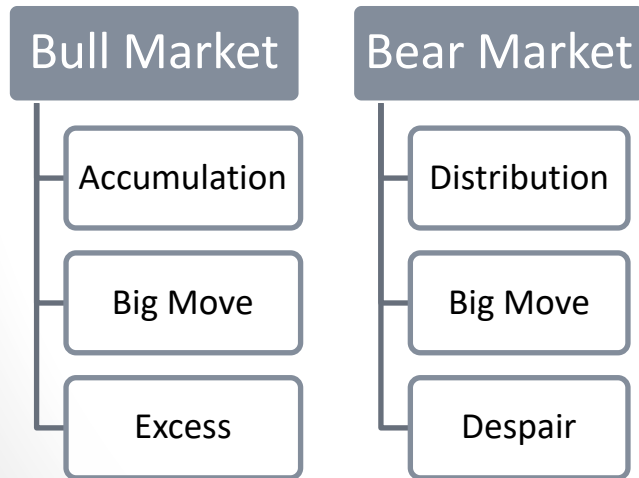 Bull Market
Accumulation
Big Move
Excess
Bear Market
Distribution
Big Move
Despair